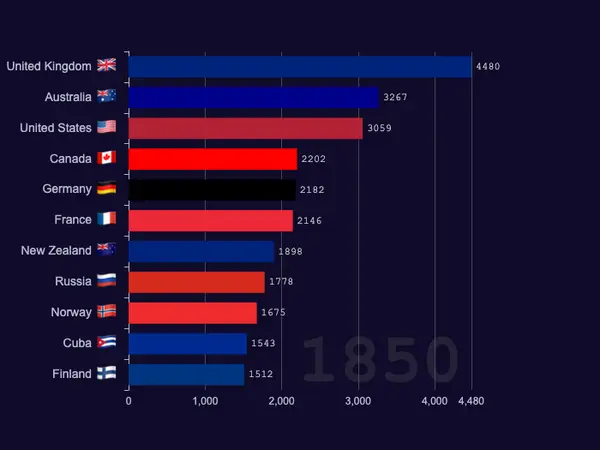 United Kingdom 4480
Australia 3267
United States 3059
Canada 2202
Germany 2182
France 2146
New Zealand 1898
Russia 1778
Norway 1675
Cuba 1543
Finland 1512
1850
0 1,000 2,000 3,000 4,000 4,480